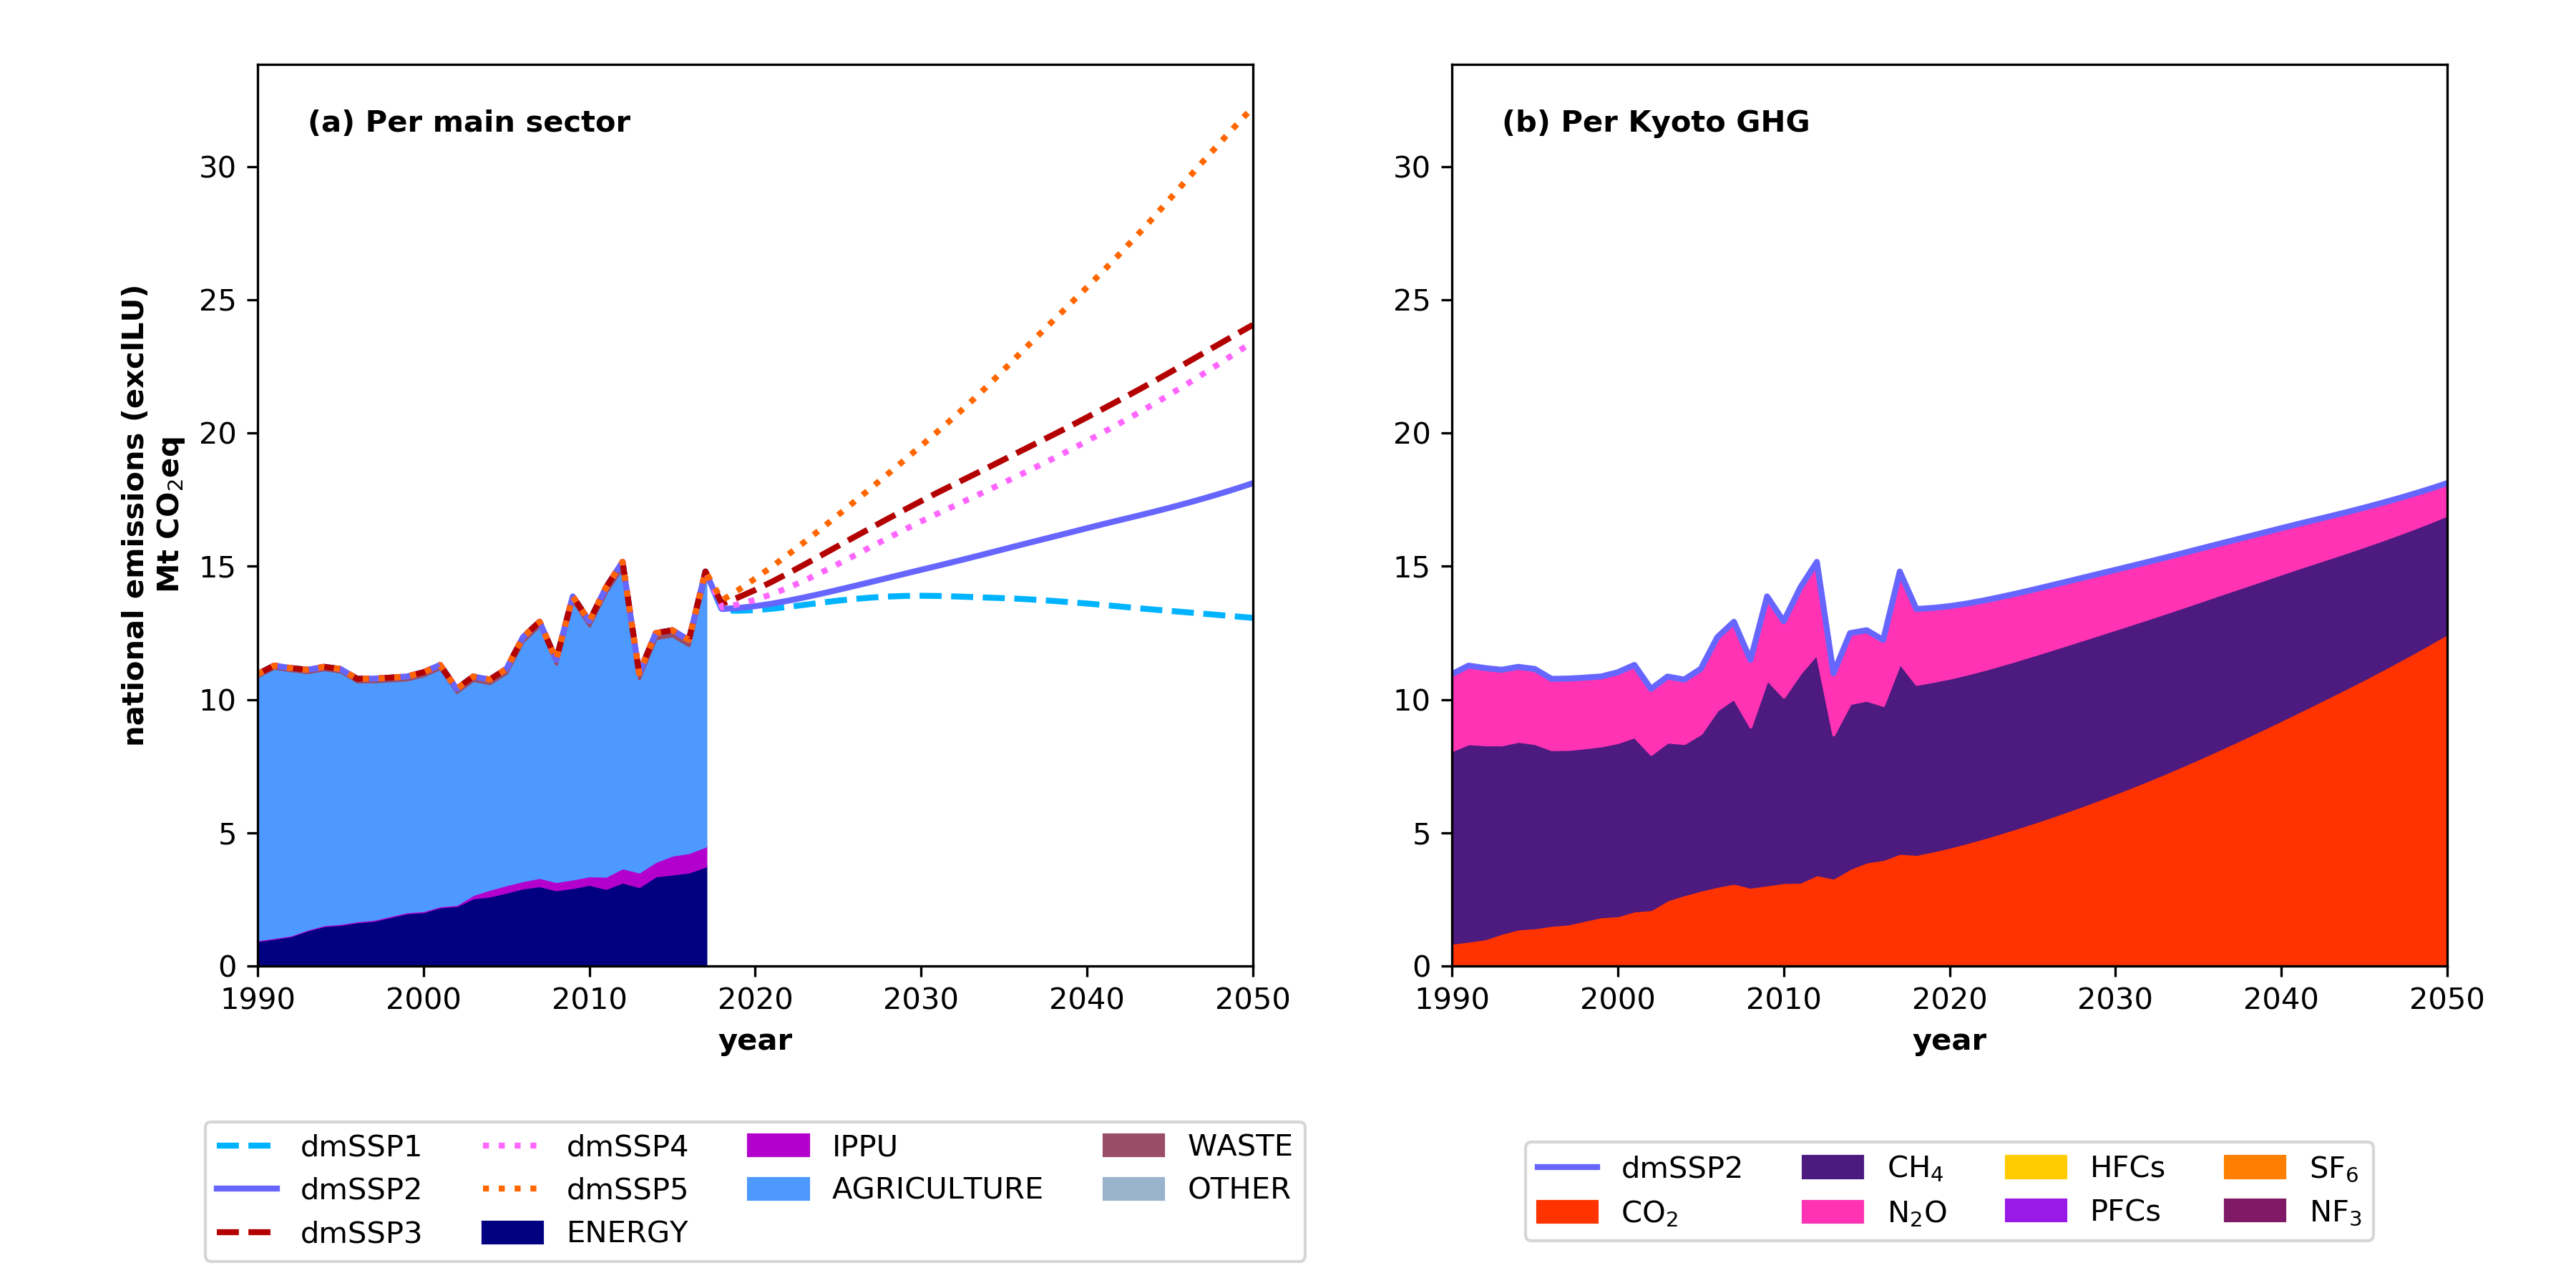 (a) Per main sector
national emissions (exclLU)
Mt CO₂eq
30
25
20
15
10
5
0
1990 2000 2010 2020 2030 2040 2050
year
dmSSP1 dmSSP4 IPPU WASTE
dmSSP2 dmSSP5 AGRICULTURE OTHER
dmSSP3 ENERGY
(b) Per Kyoto GHG
30
25
20
15
10
5
0
1990 2000 2010 2020 2030 2040 2050
year
dmSSP2 CH₄ HFCs SF₆
CO₂ N₂O PFCs NF₃